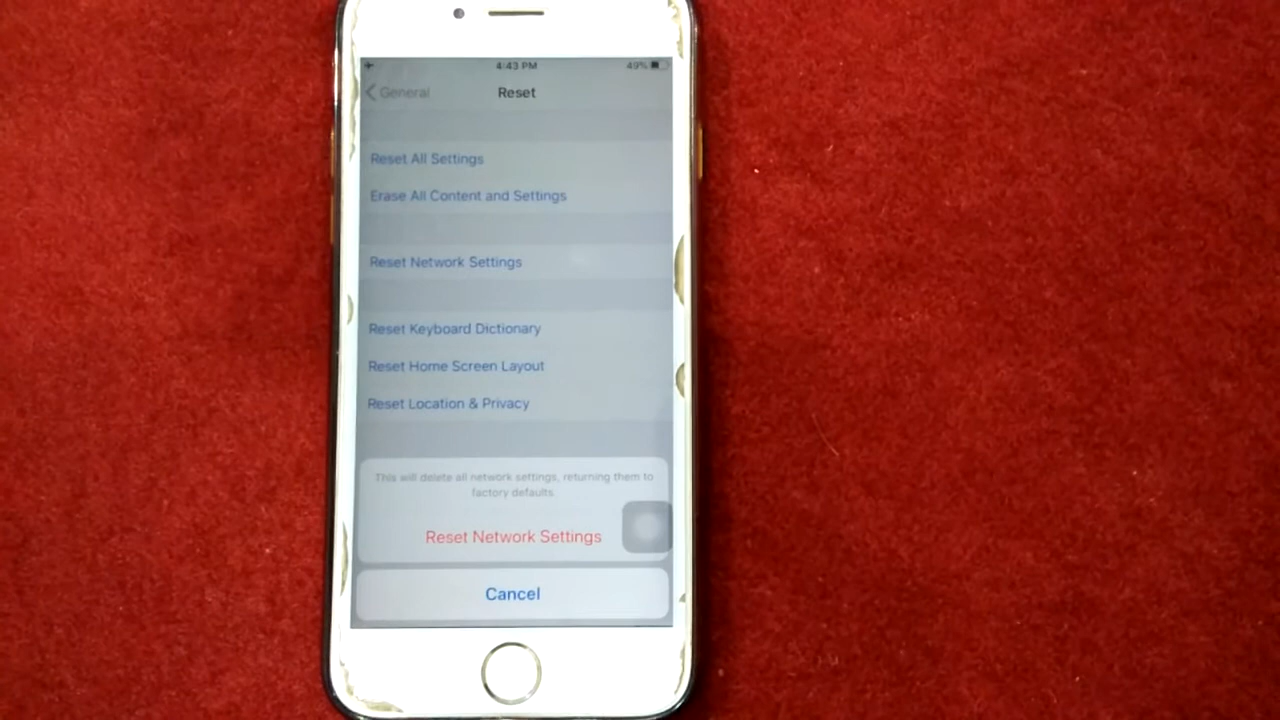 4:43 PM
49%
General
Reset
Reset All Settings
Erase All Content and Settings
Reset Network Settings
Reset Keyboard Dictionary
Reset Home Screen Layout
Reset Location & Privacy
This will delete all network settings, returning them to
factory defaults.
Reset Network Settings
Cancel